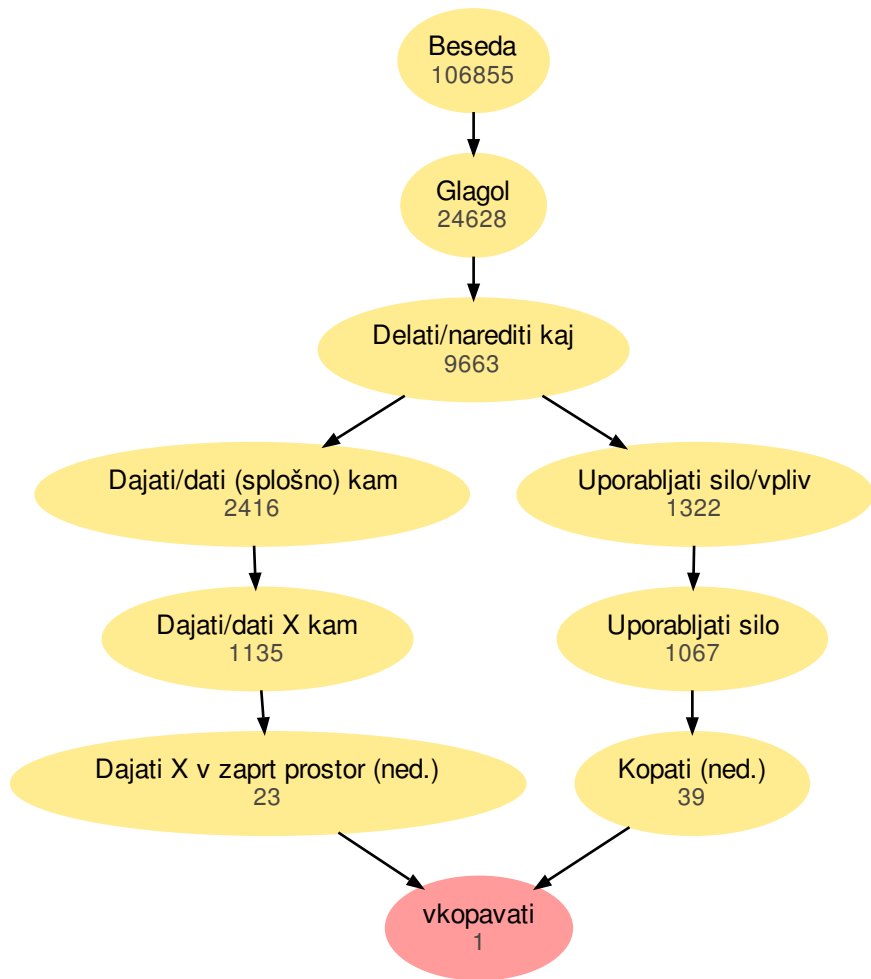 Beseda
106855
Glagol
24628
Delati/narediti kaj
9663
Dajati/dati (splošno) kam
2416
Uporabljati silo/vpliv
1322
Dajati/dati X kam
1135
Uporabljati silo
1067
Dajati X v zaprt prostor (ned.)
23
Kopati (ned.)
39
vkopavati
1